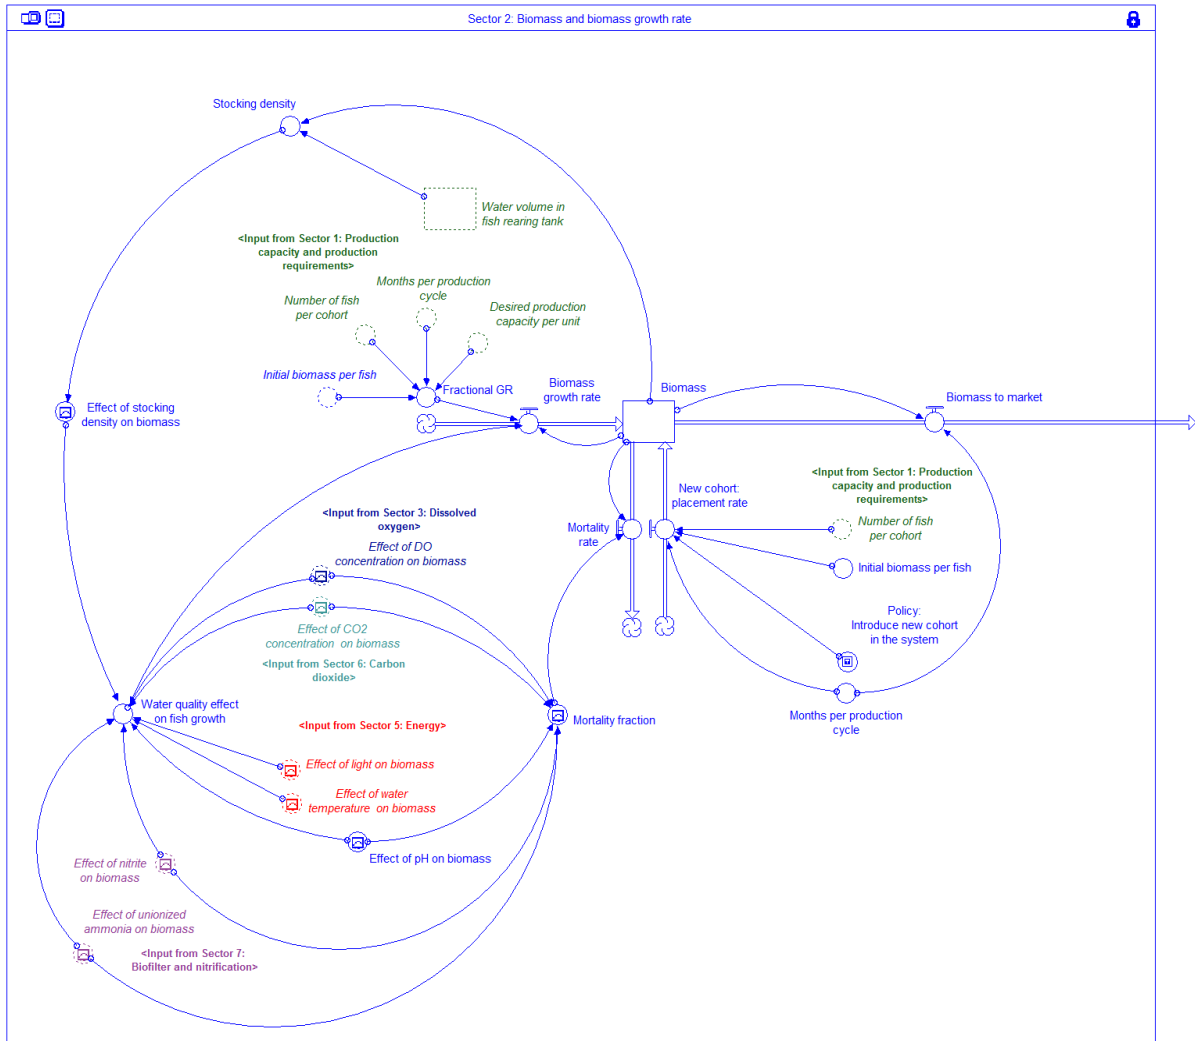 Sector 2: Biomass and biomass growth rate
Stocking density
Water volume in
fish rearing tank
<Input from Sector 1: Production
capacity and production
requirements>
Months per production
cycle
Number of fish
per cohort
Desired production
capacity per unit
Initial biomass per fish
Fractional GR
Biomass
growth rate
Biomass
Biomass to market
Effect of stocking
density on biomass
<Input from Sector 1: Production
capacity and production
requirements>
New cohort:
placement rate
Number of fish
per cohort
Mortality
rate
Initial biomass per fish
<Input from Sector 3: Dissolved
oxygen>
Effect of DO
concentration on biomass
Policy:
Introduce new cohort
in the system
Effect of CO2
concentration on biomass
<Input from Sector 6: Carbon
dioxide>
Months per production
cycle
Water quality effect
on fish growth
Mortality fraction
<Input from Sector 5: Energy>
Effect of light on biomass
Effect of water
temperature on biomass
Effect of pH on biomass
Effect of nitrite
on biomass
Effect of unionized
ammonia on biomass
<Input from Sector 7:
Biofilter and nitrification>